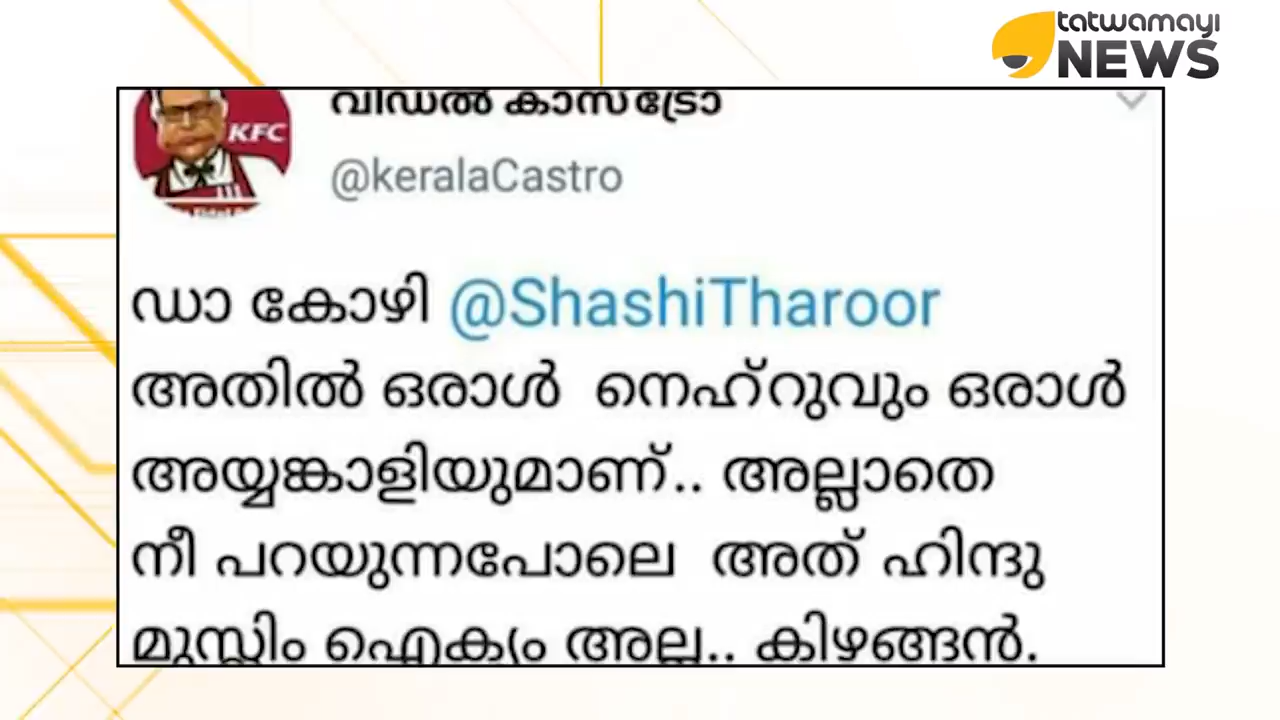 tatwamayi
NEWS
വിഡൽ കാസ്ട്രോ
KFC
@keralaCastro
ഡാ കോഴി @ShashiTharoor
അതിൽ ഒരാൾ നെഹ്റുവും ഒരാൾ
അയ്യങ്കാളിയുമാണ്.. അല്ലാതെ
നീ പറയുന്നപോലെ അത് ഹിന്ദു
മുസ്ലിം ഐക്യം അല്ല.. കിഴങ്ങൻ.